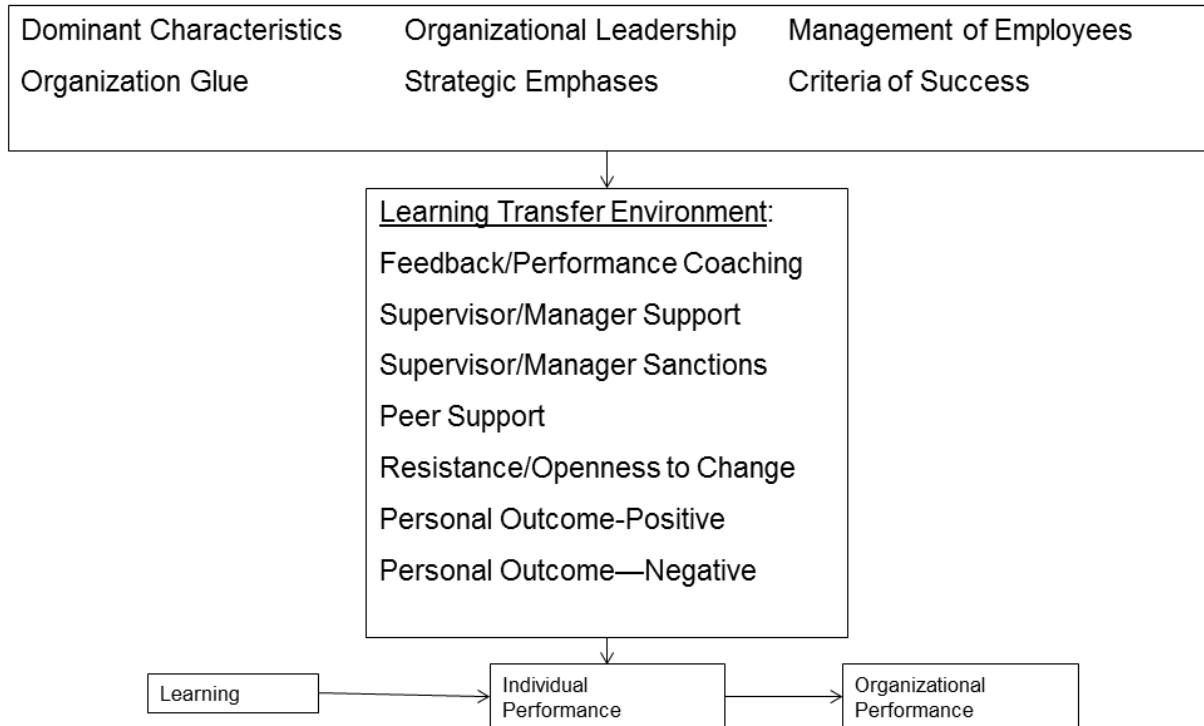 Dominant Characteristics Organizational Leadership Management of Employees
Organization Glue Strategic Emphases Criteria of Success
Learning Transfer Environment:
Feedback/Performance Coaching
Supervisor/Manager Support
Supervisor/Manager Sanctions
Peer Support
Resistance/Openness to Change
Personal Outcome-Positive
Personal Outcome—Negative
Learning
Individual
Performance
Organizational
Performance